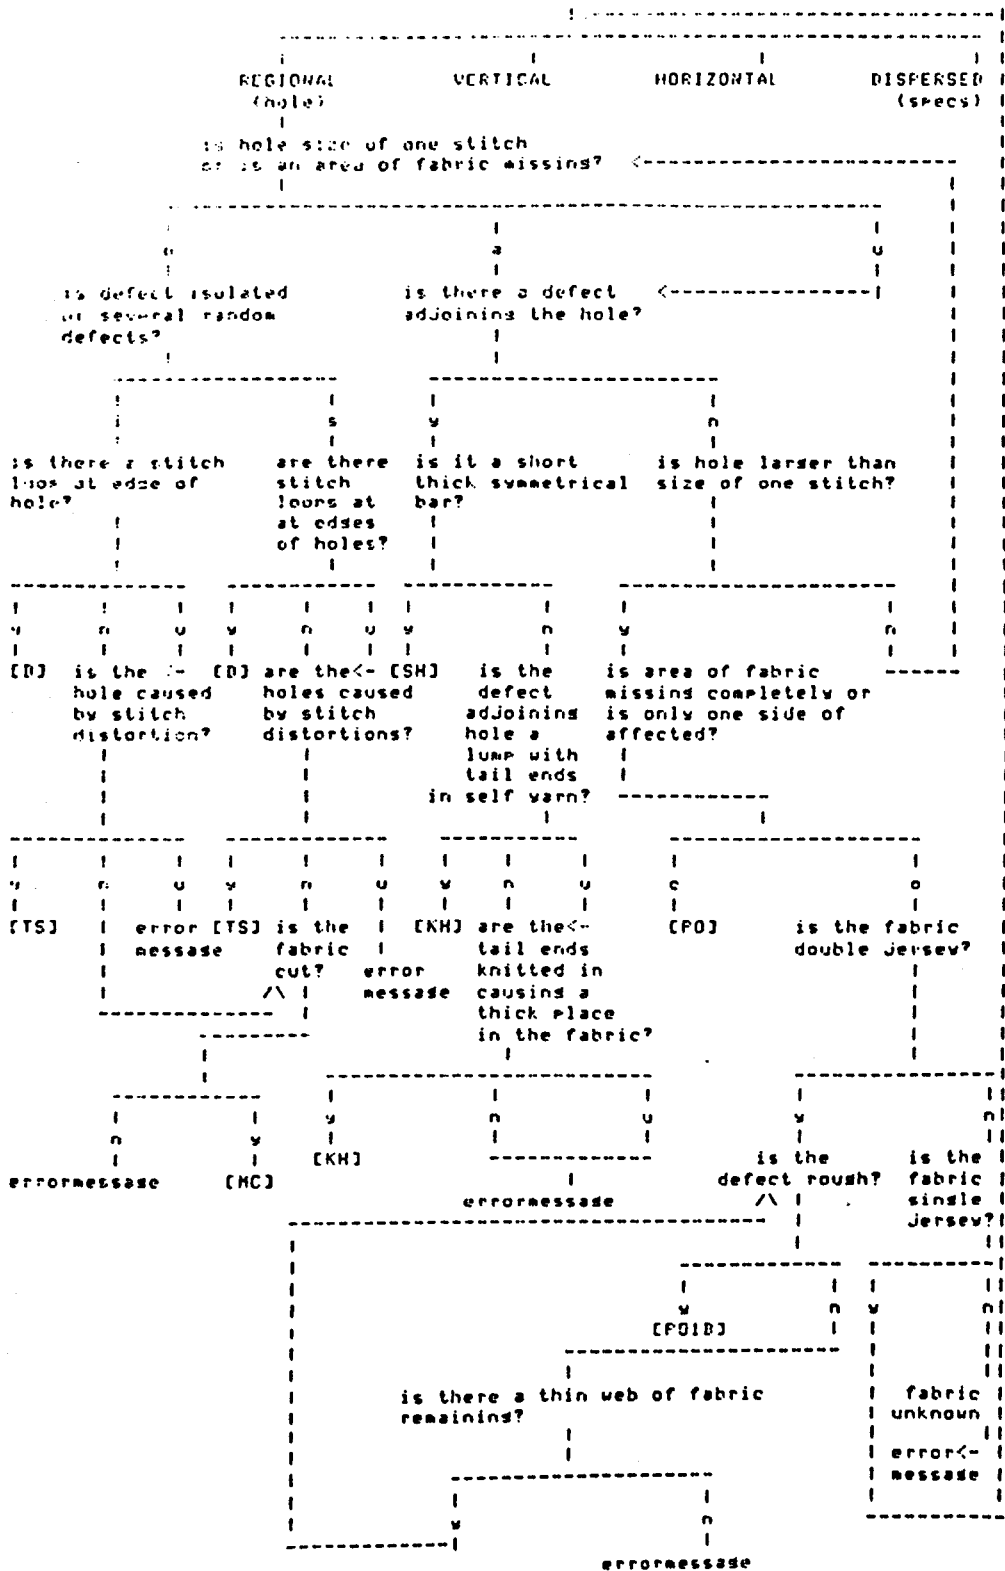 REGIONAL VERTICAL HORIZONTAL DISPERSED
(hole) (specs)
is hole size of one stitch
or is an area of fabric missing?
o a u
is defect isolated is there a defect
or several random adjoining the hole?
defects?
i s y n
is there a stitch are there is it a short is hole larger than
loop at edge of stitch thick symmetrical size of one stitch?
hole? loops at bar?
at edges
of holes?
y n u y n u y n y n
[D] is the [D] are the [SH] is the is area of fabric
hole caused holes caused defect missing completely or
by stitch by stitch adjoining is only one side of
distortion? distortions? hole a affected?
lump with
tail ends
in self yarn?
y n u y n u y n u c o
[TS] error [TS] is the [KH] are the [PO] is the fabric
message fabric tail ends double jersey?
cut? error knitted in
message causing a
thick place
in the fabric?
n y y n u y n
[KH] is the is the
errormessage [MC] defect rough? fabric
errormessage single
jersey?
y n y n
[POIB]
is there a thin web of fabric fabric
remaining? unknown
error
message
y n
errormessage